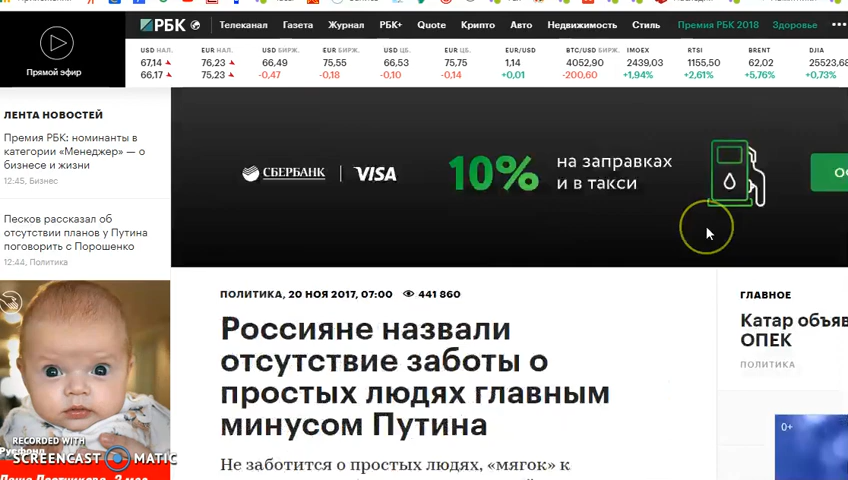 РБК
Телеканал Газета Журнал РБК+ Quote Крипто Авто Недвижимость Стиль Премия РБК 2018 Здоровье
Прямой эфир
USD НАЛ. EUR НАЛ. USD БИРЖ. EUR БИРЖ. USD ЦБ. EUR ЦБ. EUR/USD BTC/USD БИРЖ. IMOEX RTSI BRENT DJIA
67,14 76,23 66,49 75,55 66,53 75,75 1,14 4052,90 2439,03 1155,50 62,02 25523,68
66,17 75,23 -0,47 -0,18 -0,10 -0,14 +0,01 -200,60 +1,94% +2,61% +5,76% +0,73%
ЛЕНТА НОВОСТЕЙ
Премия РБК: номинанты в
категории «Менеджер» — о
бизнесе и жизни
12:45, Бизнес
Песков рассказал об
отсутствии планов у Путина
поговорить с Порошенко
12:44, Политика
СБЕРБАНК VISA
10%
на заправках
и в такси
ПОЛИТИКА, 20 НОЯ 2017, 07:00 441 860
Россияне назвали
отсутствие заботы о
простых людях главным
минусом Путина
Не заботится о простых людях, «мягок» к
ГЛАВНОЕ
Катар объяв
ОПЕК
ПОЛИТИКА
0+
RECORDED WITH
SCREENCAST MATIC